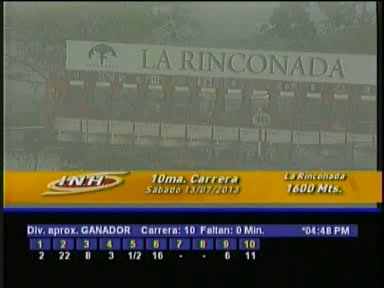 LA RINCONADA
INH
10ma. Carrera
Sabado 13/07/2013
La Rinconada
1600 Mts.
Div. aprox. GANADOR Carrera: 10 Faltan: 0 Min. *04:48 PM
1 2 3 4 5 6 7 8 9 10
2 22 8 3 1/2 16 - - 6 11